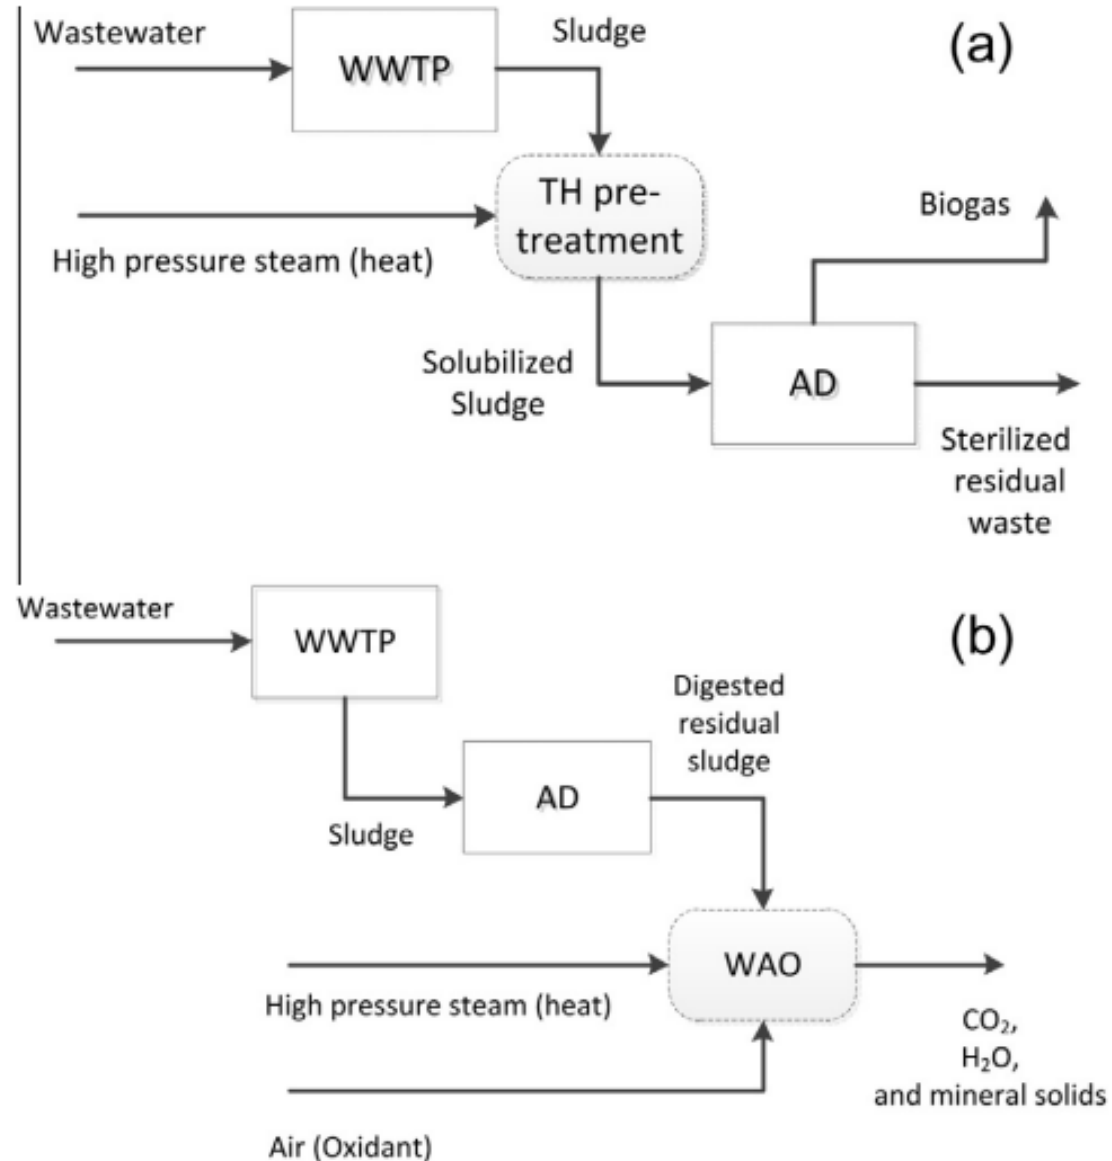 Wastewater
WWTP
Sludge
(a)
High pressure steam (heat)
TH pre-
treatment
Biogas
Solubilized
Sludge
AD
Sterilized
residual
waste
Wastewater
WWTP
(b)
Sludge
AD
Digested
residual
sludge
High pressure steam (heat)
WAO
CO₂,
H₂O,
and mineral solids
Air (Oxidant)